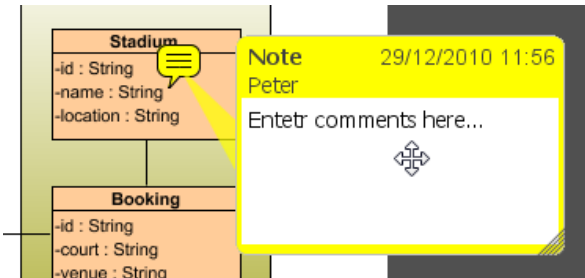 Stadium
-id : String
-name : String
-location : String
Booking
-id : String
-court : String
-venue : String
Note 29/12/2010 11:56
Peter
Entetr comments here...